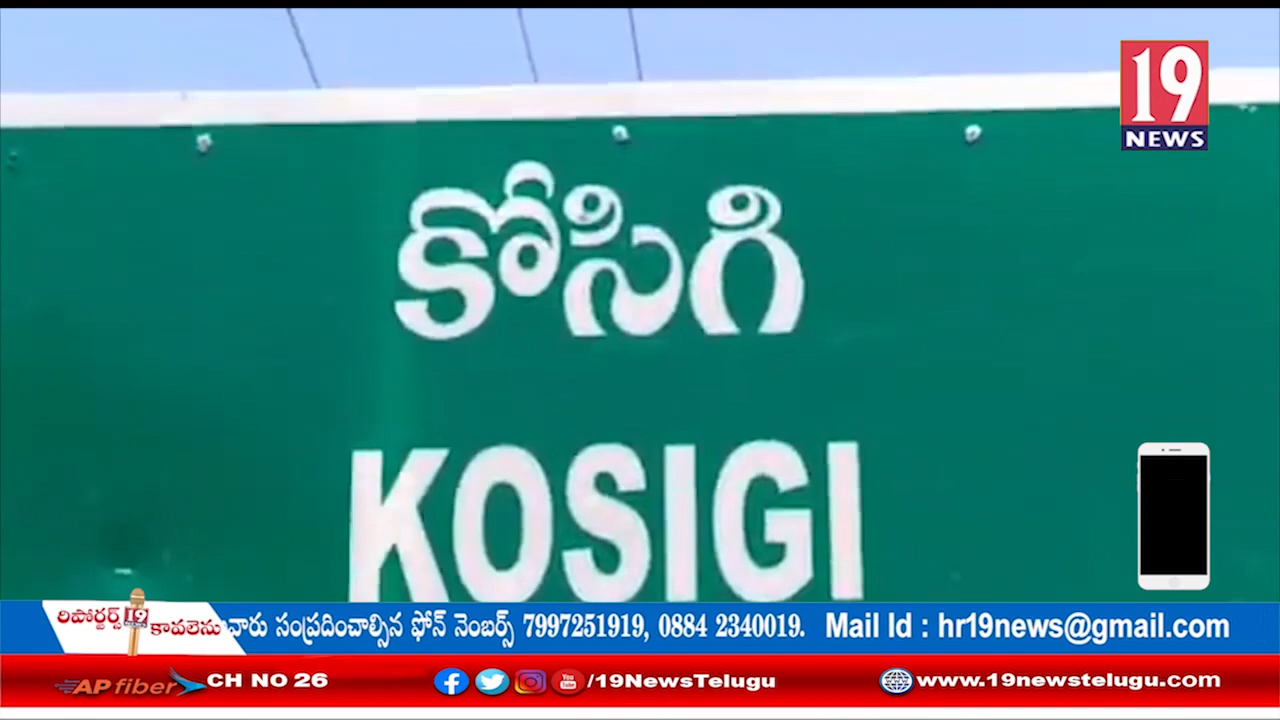 19
NEWS
కోసిగి
KOSIGI
రిపోర్టర్స్ 19 కావలెను
వారు సంప్రదించాల్సిన ఫోన్ నెంబర్స్ 7997251919, 0884 2340019. Mail Id : hr19news@gmail.com
AP fiber CH NO 26
/19NewsTelugu
www.19newstelugu.com